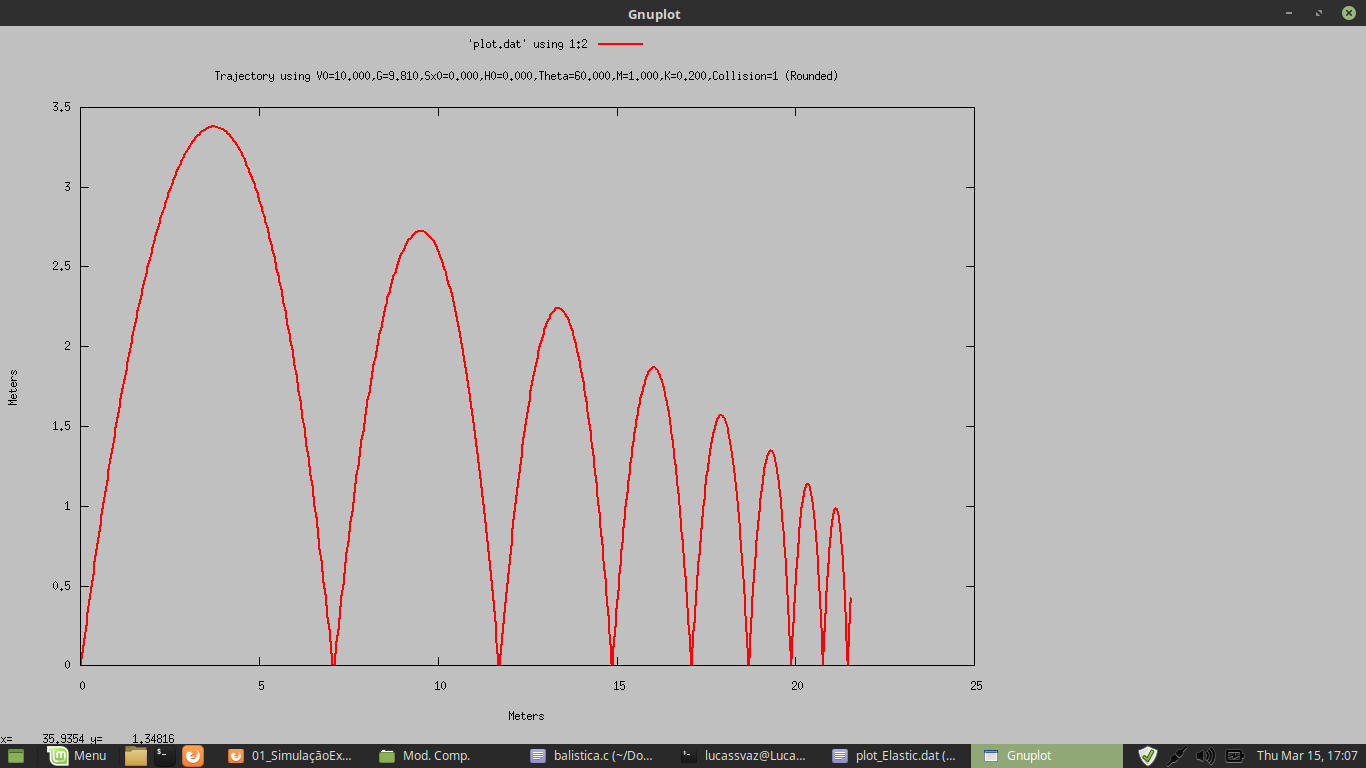 Gnuplot
'plot.dat' using 1:2
Trajectory using V0=10.000,G=9.810,Sx0=0.000,H0=0.000,Theta=60.000,M=1.000,K=0.200,Collision=1 (Rounded)
3.5
3
2.5
2
1.5
1
0.5
0
Meters
0 5 10 15 20 25
Meters
x= 35.9354 y= 1.34816
Menu 01_SimulaçãoEx... Mod. Comp. balistica.c (~/Do... lucassvaz@Luca... plot_Elastic.dat (... Gnuplot Thu Mar 15, 17:07